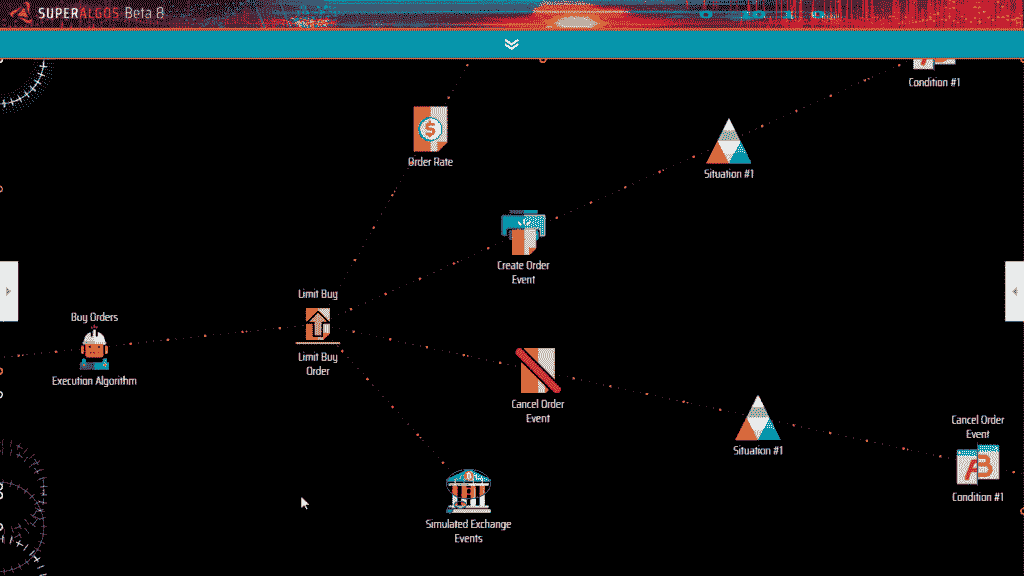 SUPERALGOS Beta 8
Condition #1
Order Rate
Situation #1
Create Order
Event
Limit Buy
Buy Orders
Limit Buy
Order
Execution Algorithm
Cancel Order
Event
Situation #1
Cancel Order
Event
Condition #1
Simulated Exchange
Events